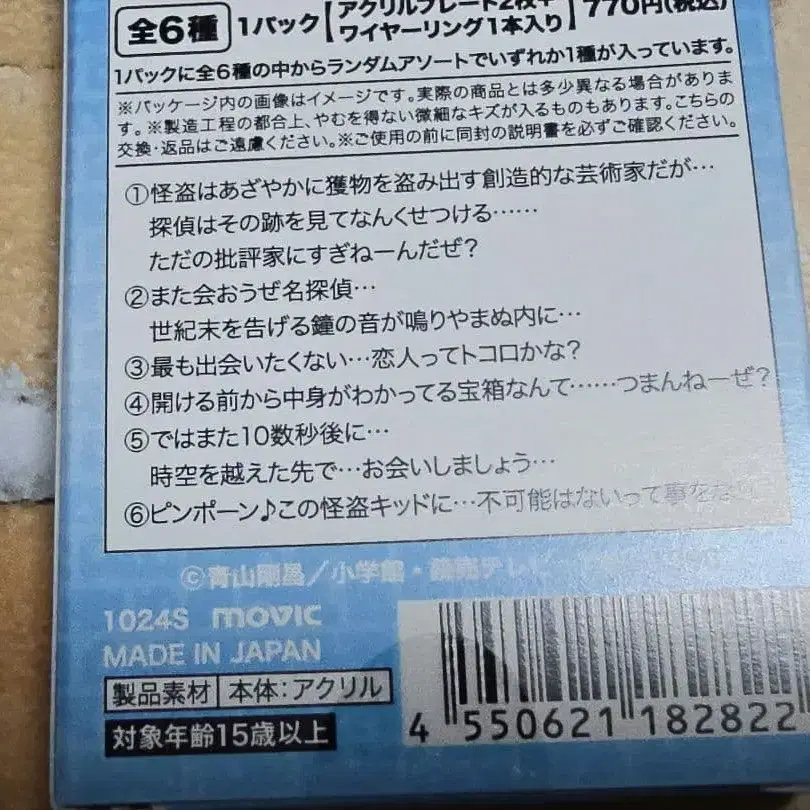 全6種 1パック【アクリルプレート2枚+ワイヤーリング1本入り】770円(税込)
1パックに全6種の中からランダムアソートでいずれか1種が入っています。
※パッケージ内の画像はイメージです。実際の商品とは多少異なる場合がありま
す。※製造工程の都合上、やむを得ない微細なキズが入るものもあります。こちらの
交換・返品はご遠慮ください。※ご使用の前に同封の説明書を必ずご確認ください。
①怪盗はあざやかに獲物を盗み出す創造的な芸術家だが…
探偵はその跡を見てなんくせつける……
ただの批評家にすぎねーんだぜ?
②また会おうぜ名探偵…
世紀末を告げる鐘の音が鳴りやまぬ内に…
③最も出会いたくない…恋人ってトコロかな?
④開ける前から中身がわかってる宝箱なんて……つまんねーぜ?
⑤ではまた10数秒後に…
時空を越えた先で…お会いしましょう…
⑥ピンポーン♪この怪盗キッドに…不可能はないって事をな
©青山剛昌/小学館・読売テレ
1024S movic
MADE IN JAPAN
製品素材 本体:アクリル
対象年齢15歳以上
4 550621 182822